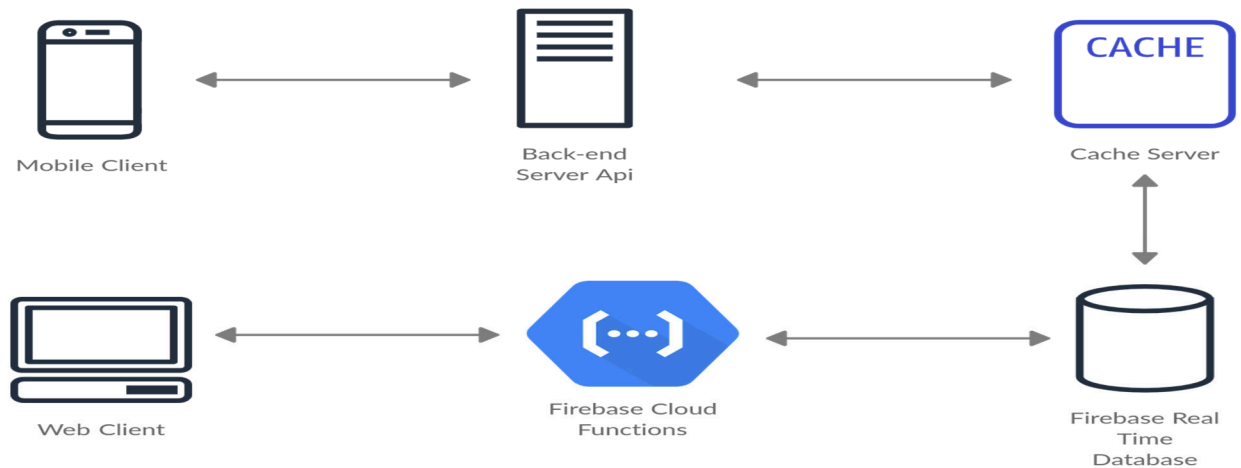 CACHE
Mobile Client
Back-end
Server Api
Cache Server
Web Client
Firebase Cloud
Functions
Firebase Real
Time
Database